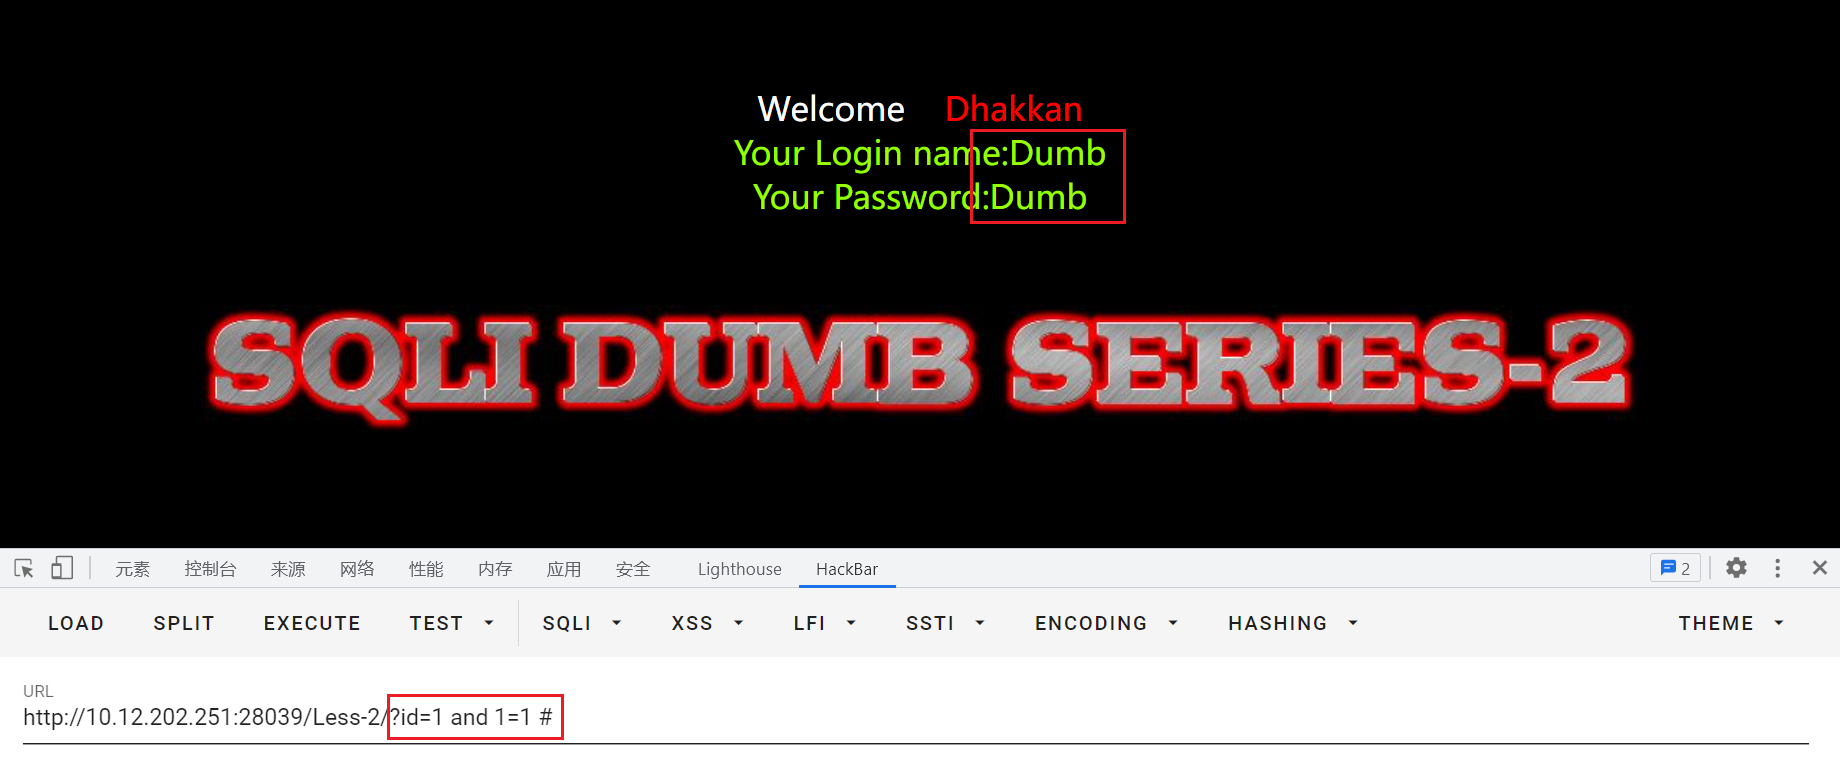 Welcome Dhakkan
Your Login name:Dumb
Your Password:Dumb
SQLI DUMB SERIES-2
元素 控制台 来源 网络 性能 内存 应用 安全 Lighthouse HackBar 2
LOAD SPLIT EXECUTE TEST SQLI XSS LFI SSTI ENCODING HASHING THEME
URL
http://10.12.202.251:28039/Less-2/?id=1 and 1=1 #